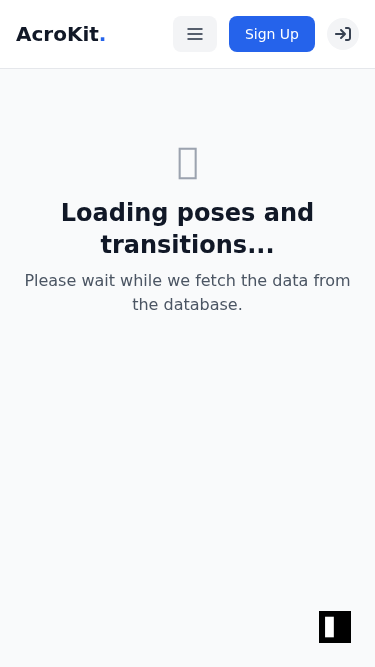 AcroKit.
Sign Up
Loading poses and
transitions...
Please wait while we fetch the data from
the database.